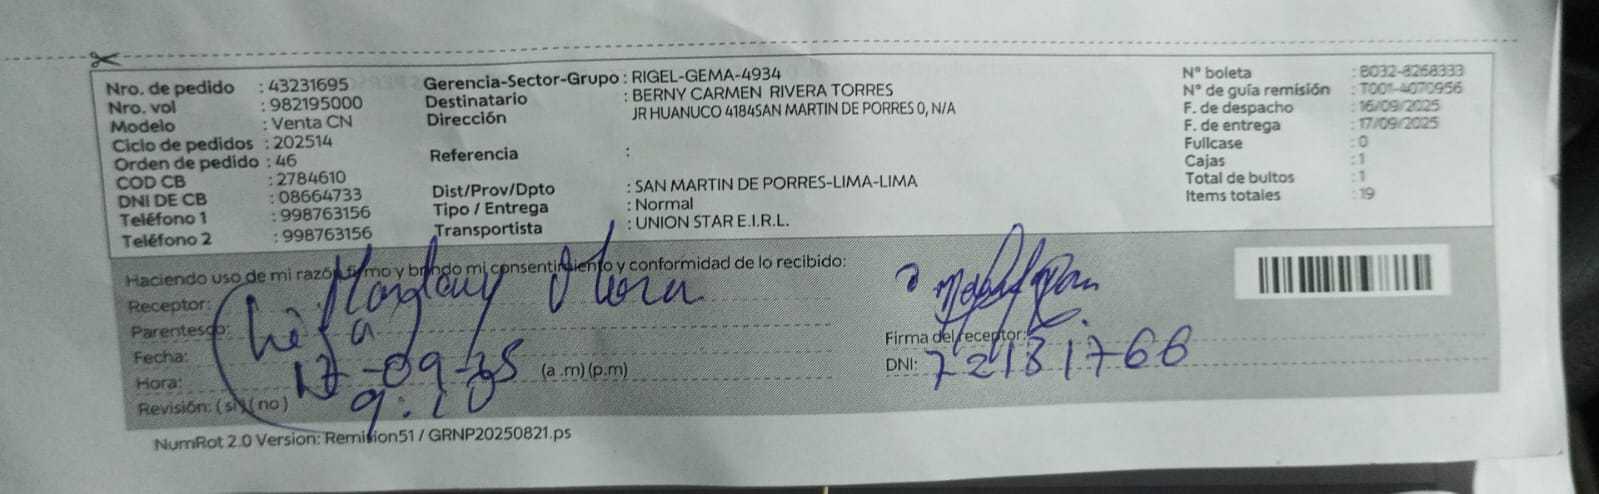 Nro. de pedido : 43231695
Nro. vol : 982195000
Modelo : Venta CN
Ciclo de pedidos : 202514
Orden de pedido : 46
COD CB : 2784610
DNI DE CB : 08664733
Teléfono 1 : 998763156
Teléfono 2 : 998763156
Gerencia-Sector-Grupo : RIGEL-GEMA-4934
Destinatario : BERNY CARMEN RIVERA TORRES
Dirección JR HUANUCO 4184SAN MARTIN DE PORRES 0, N/A
Referencia :
Dist/Prov/Dpto : SAN MARTIN DE PORRES-LIMA-LIMA
Tipo / Entrega : Normal
Transportista : UNION STAR E.I.R.L.
N° boleta : B032-8268333
N° de guía remisión : T001-4070956
F. de despacho : 16/09/2025
F. de entrega : 17/09/2025
Fullcase : 0
Cajas : 1
Total de bultos : 1
Items totales : 19
Haciendo uso de mi razón, firmo y brindo mi consentimiento y conformidad de lo recibido:
Receptor:
Parentesco:
Fecha: 17-09-25
Hora: 9:10 (a .m) (p.m)
Revisión: ( si ) ( no )
Firma del receptor:
DNI: 72131766
NumRot 2.0 Version: Remision51 / GRNP20250821.ps